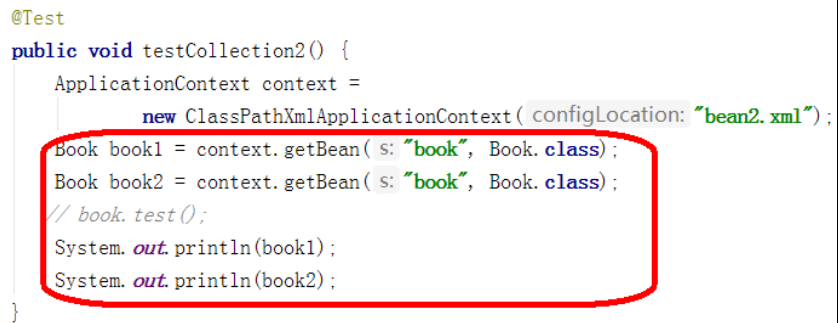 @Test
public void testCollection2() {
ApplicationContext context =
new ClassPathXmlApplicationContext( configLocation: "bean2.xml");
Book book1 = context.getBean( s: "book", Book.class);
Book book2 = context.getBean( s: "book", Book.class);
// book.test();
System.out.println(book1);
System.out.println(book2);
}